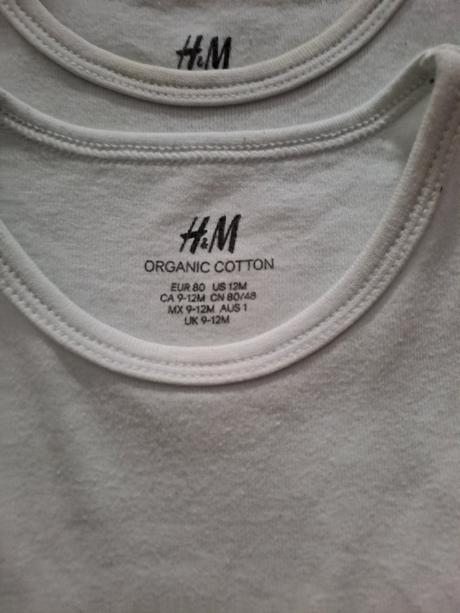 H&M
H&M
ORGANIC COTTON
EUR 80 US 12M
CA 9-12M CN 80/48
MX 9-12M AUS 1
UK 9-12M